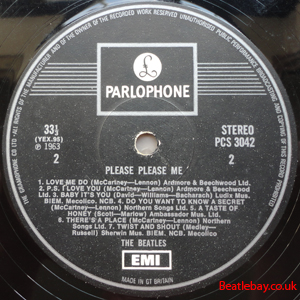 ALL RIGHTS OF THE MANUFACTURER AND OF THE OWNER OF THE RECORDED WORK RESERVED UNAUTHORISED PUBLIC PERFORMANCE BROADCASTING AND COPYING OF THIS RECORD PROHIBITED
THE GRAMOPHONE CO LTD
£
PARLOPHONE
33⅓
(YEX.95)
℗ 1963
2
STEREO
PCS 3042
2
PLEASE PLEASE ME
1. LOVE ME DO (McCartney—Lennon) Ardmore & Beechwood
Ltd. 2. P.S. I LOVE YOU (McCartney—Lennon) Ardmore & Beechwood
Ltd. 3. BABY IT'S YOU (David—Williams—Bacharach) Ludix Mus.
BIEM. Mecolico. NCB. 4. DO YOU WANT TO KNOW A SECRET
(McCartney—Lennon) Northern Songs Ltd. 5. A TASTE OF
HONEY (Scott—Marlow) Ambassador Mus. Ltd.
6. THERE'S A PLACE (McCartney—Lennon) Northern
Songs Ltd. 7. TWIST AND SHOUT (Medley—
Russell) Sherwin Mus. BIEM. NCB. Mecolico
THE BEATLES
EMI
MADE IN GT BRITAIN
Beatlebay.co.uk